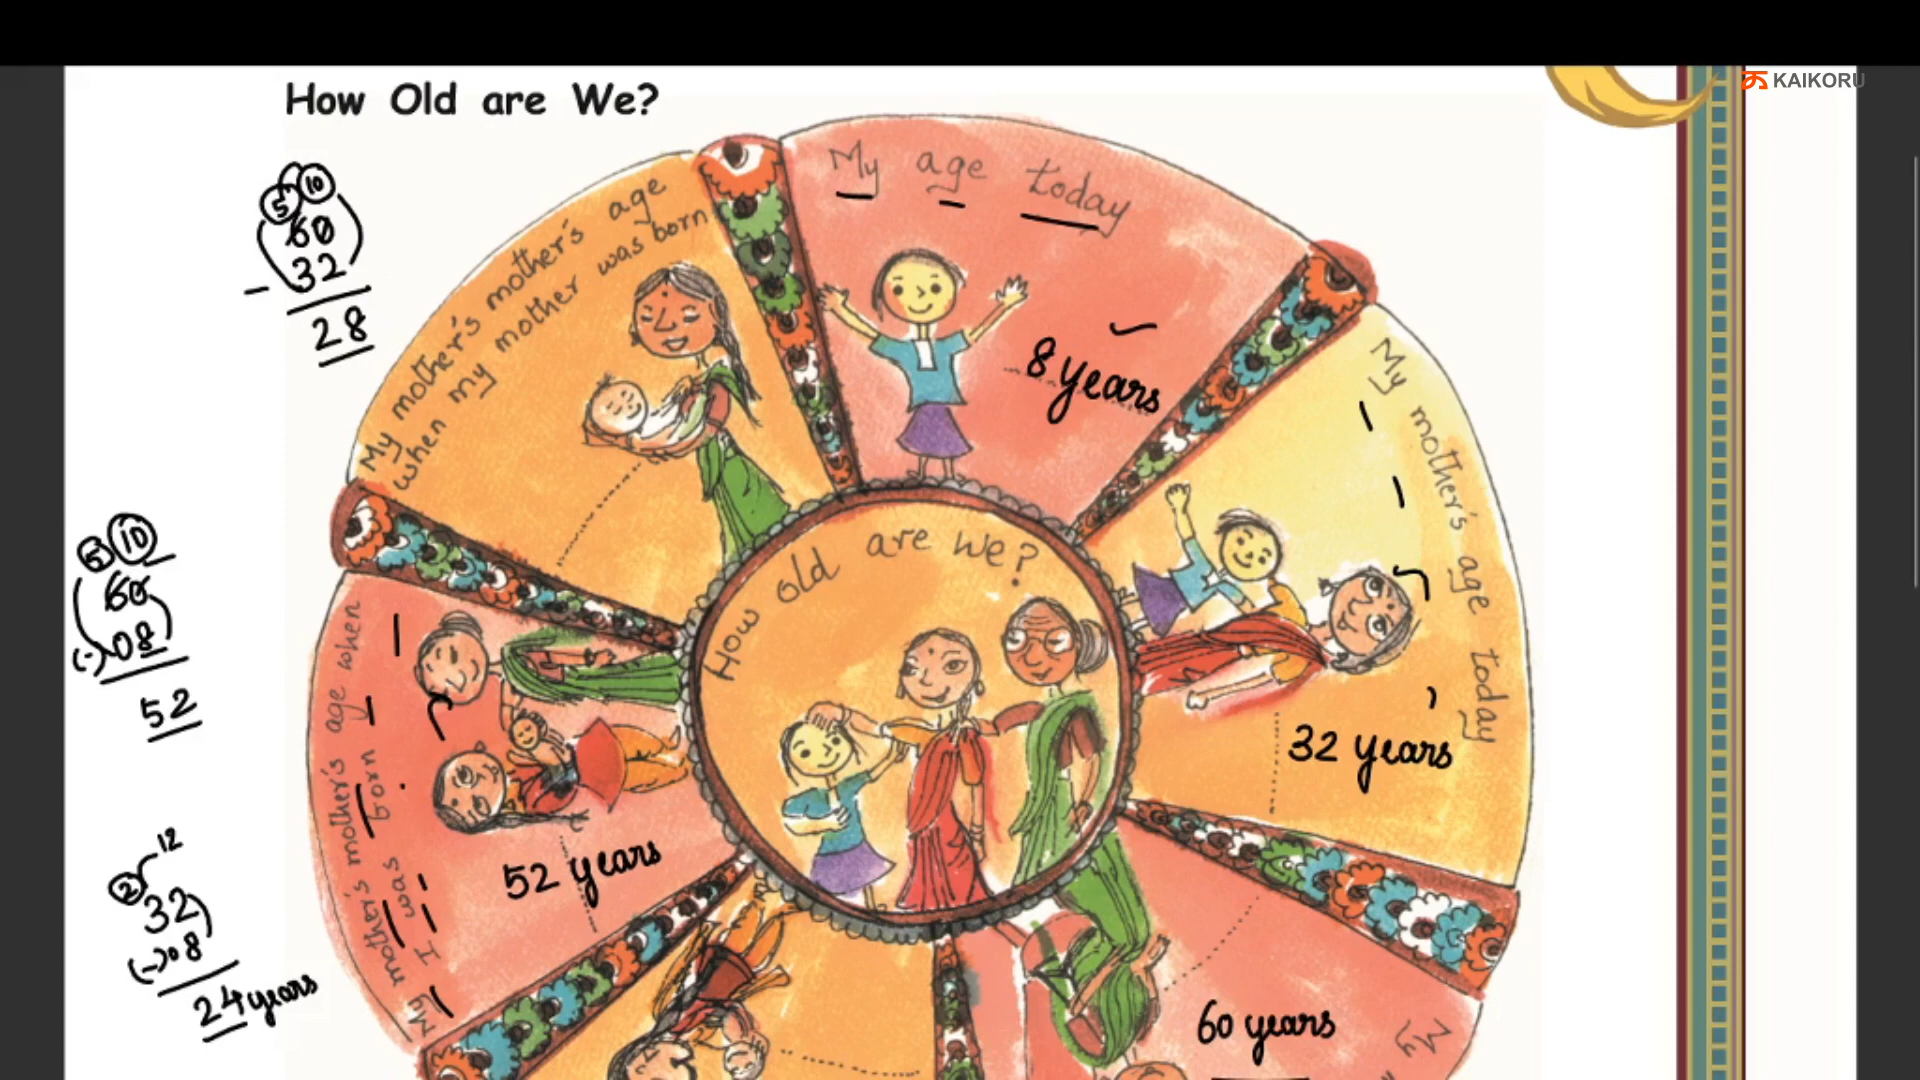 KAIKORU
How Old are We?
My age today
8 years
My mother's age today
32 years
My
60 years
My mother's mother's age when
I was born
52 years
My mother's mother's age
when my mother was born
How old are we?
5 10
60
32
-
28
5 10
60
(-) 08
52
12
2
32
(-) 08
24 years